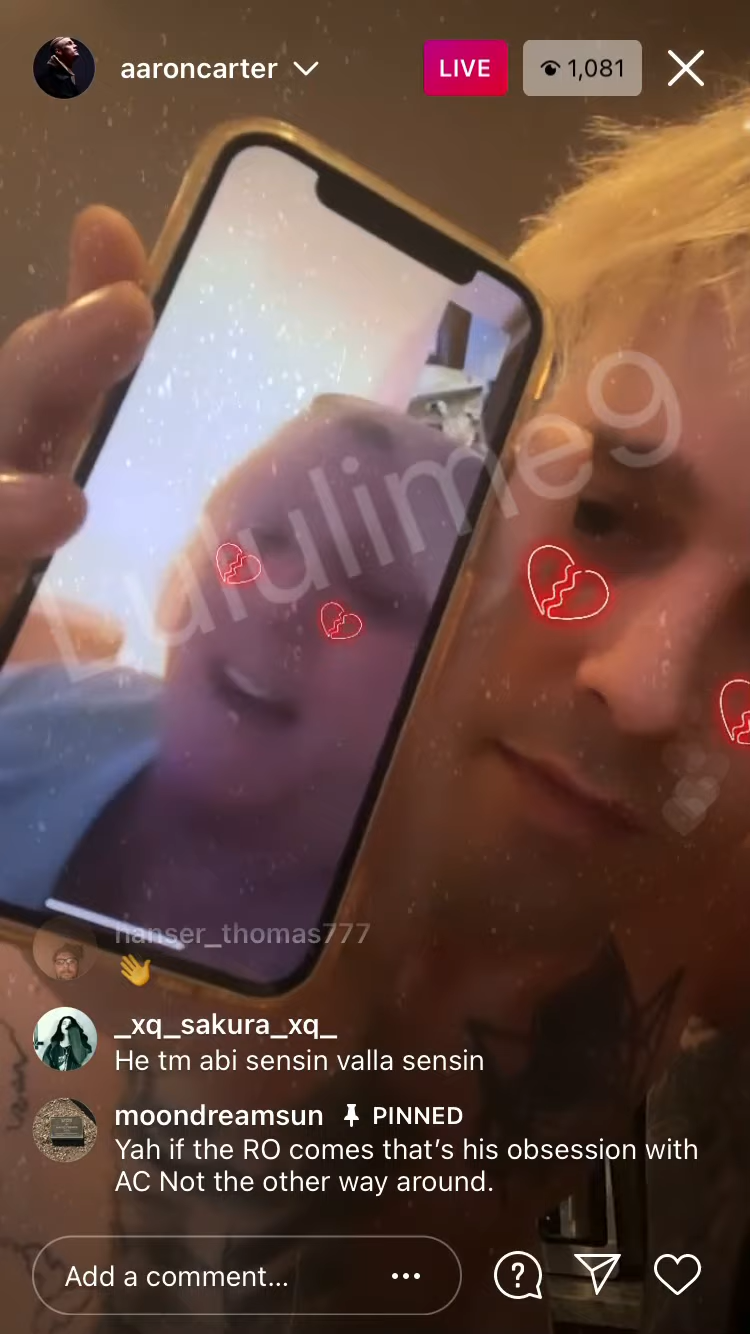 aaroncarter
LIVE
1,081
Lululime9
hanser_thomas777
👋
_xq_sakura_xq_
He tm abi sensin valla sensin
moondreamsun PINNED
Yah if the RO comes that’s his obsession with
AC Not the other way around.
Add a comment...